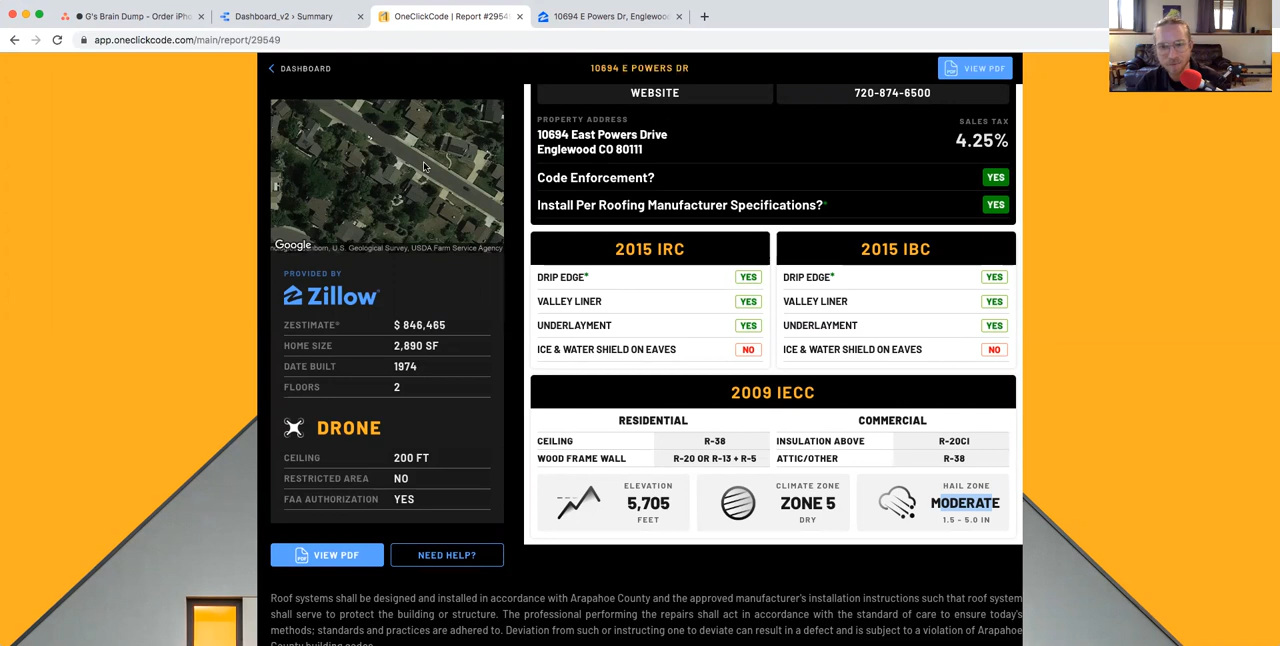 G's Brain Dump - Order iPho
Dashboard_v2 › Summary
OneClickCode | Report #2954
10694 E Powers Dr, Englewood
app.oneclickcode.com/main/report/29549
DASHBOARD
10694 E POWERS DR
PDF VIEW PDF
Google
U.S. Geological Survey, USDA Farm Service Agency
PROVIDED BY
Zillow®
ZESTIMATE® $ 846,465
HOME SIZE 2,890 SF
DATE BUILT 1974
FLOORS 2
DRONE
CEILING 200 FT
RESTRICTED AREA NO
FAA AUTHORIZATION YES
PDF VIEW PDF
NEED HELP?
WEBSITE
720-874-6500
PROPERTY ADDRESS
10694 East Powers Drive
Englewood CO 80111
SALES TAX
4.25%
Code Enforcement? YES
Install Per Roofing Manufacturer Specifications?* YES
2015 IRC
DRIP EDGE* YES
VALLEY LINER YES
UNDERLAYMENT YES
ICE & WATER SHIELD ON EAVES NO
2015 IBC
DRIP EDGE* YES
VALLEY LINER YES
UNDERLAYMENT YES
ICE & WATER SHIELD ON EAVES NO
2009 IECC
RESIDENTIAL
CEILING R-38
WOOD FRAME WALL R-20 OR R-13 + R-5
COMMERCIAL
INSULATION ABOVE R-20CI
ATTIC/OTHER R-38
ELEVATION
5,705
FEET
CLIMATE ZONE
ZONE 5
DRY
HAIL ZONE
MODERATE
1.5 - 5.0 IN
Roof systems shall be designed and installed in accordance with Arapahoe County and the approved manufacturer's installation instructions such that roof system
shall serve to protect the building or structure. The professional performing the repairs shall act in accordance with the standard of care to ensure today's
methods; standards and practices are adhered to. Deviation from such or instructing one to deviate can result in a defect and is subject to a violation of Arapahoe
County building codes.